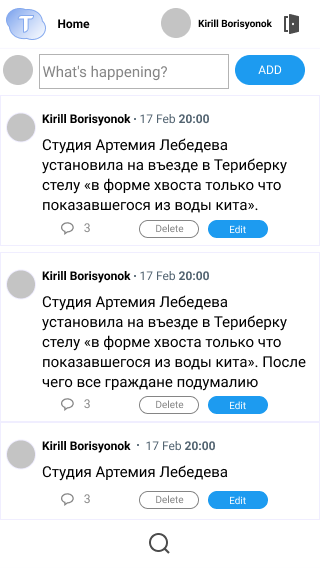 T
Home
Kirill Borisyonok
What's happening?
ADD
Kirill Borisyonok · 17 Feb 20:00
Студия Артемия Лебедева
установила на въезде в Териберку
стелу «в форме хвоста только что
показавшегося из воды кита».
3
Delete
Edit
Kirill Borisyonok · 17 Feb 20:00
Студия Артемия Лебедева
установила на въезде в Териберку
стелу «в форме хвоста только что
показавшегося из воды кита». После
чего все граждане подумалию
3
Delete
Edit
Kirill Borisyonok · 17 Feb 20:00
Студия Артемия Лебедева
3
Delete
Edit